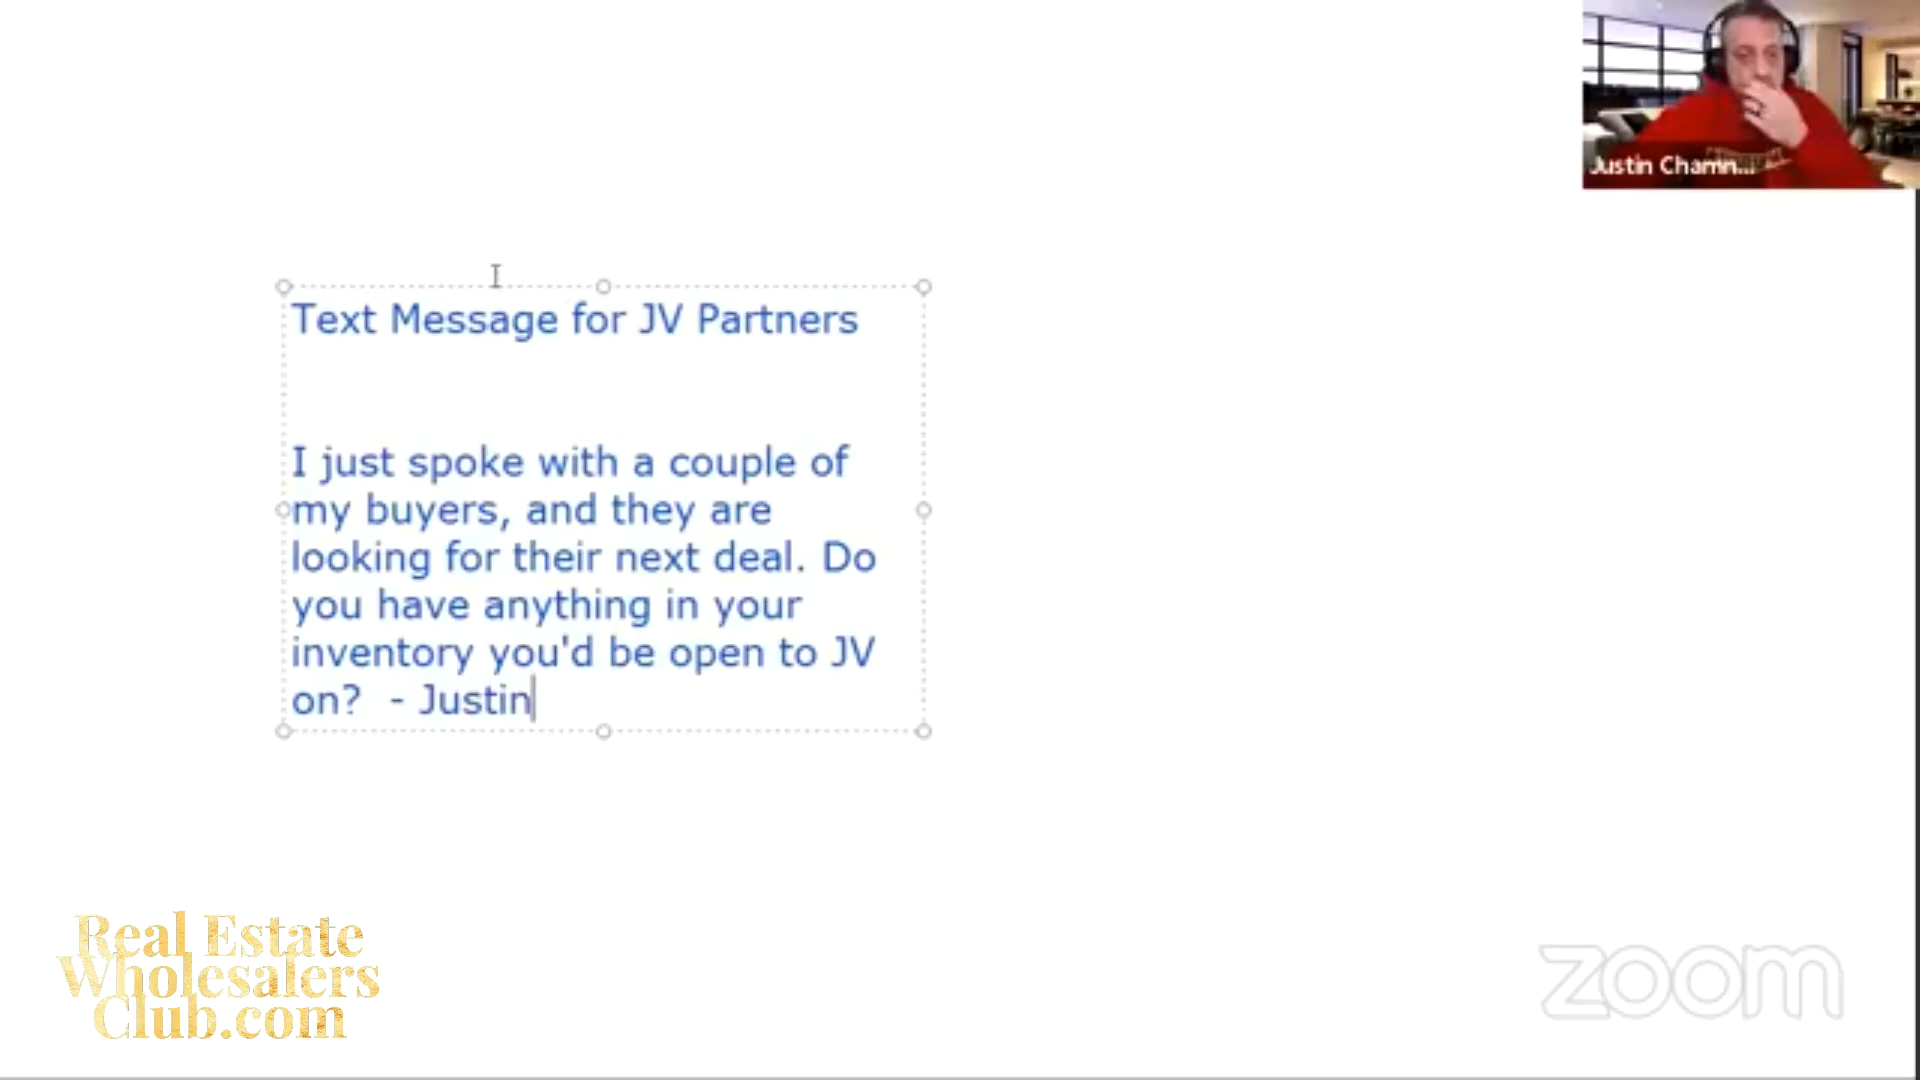 Justin Chamn...
Text Message for JV Partners
I just spoke with a couple of
my buyers, and they are
looking for their next deal. Do
you have anything in your
inventory you'd be open to JV
on?  - Justin
Real Estate
Wholesalers
Club.com
zoom